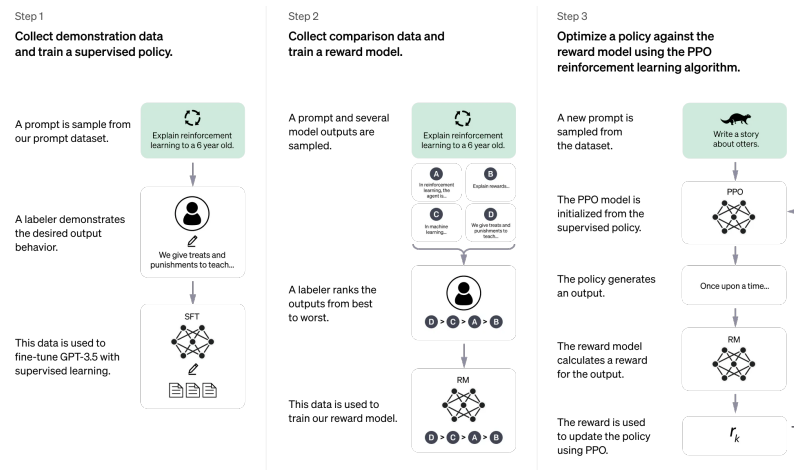 Step 1
Collect demonstration data
and train a supervised policy.
A prompt is sample from
our prompt dataset.
Explain reinforcement
learning to a 6 year old.
A labeler demonstrates
the desired output
behavior.
We give treats and
punishments to teach...
This data is used to
fine-tune GPT-3.5 with
supervised learning.
SFT
Step 2
Collect comparison data and
train a reward model.
A prompt and several
model outputs are
sampled.
Explain reinforcement
learning to a 6 year old.
A
In reinforcement
learning, the
agent is...
B
Explain rewards...
C
In machine
learning...
D
We give treats and
punishments to
teach...
A labeler ranks the
outputs from best
to worst.
D > C > A > B
This data is used to
train our reward model.
RM
D > C > A > B
Step 3
Optimize a policy against the
reward model using the PPO
reinforcement learning algorithm.
A new prompt is
sampled from
the dataset.
Write a story
about otters.
The PPO model is
initialized from the
supervised policy.
PPO
The policy generates
an output.
Once upon a time...
The reward model
calculates a reward
for the output.
RM
The reward is used
to update the policy
using PPO.
rk